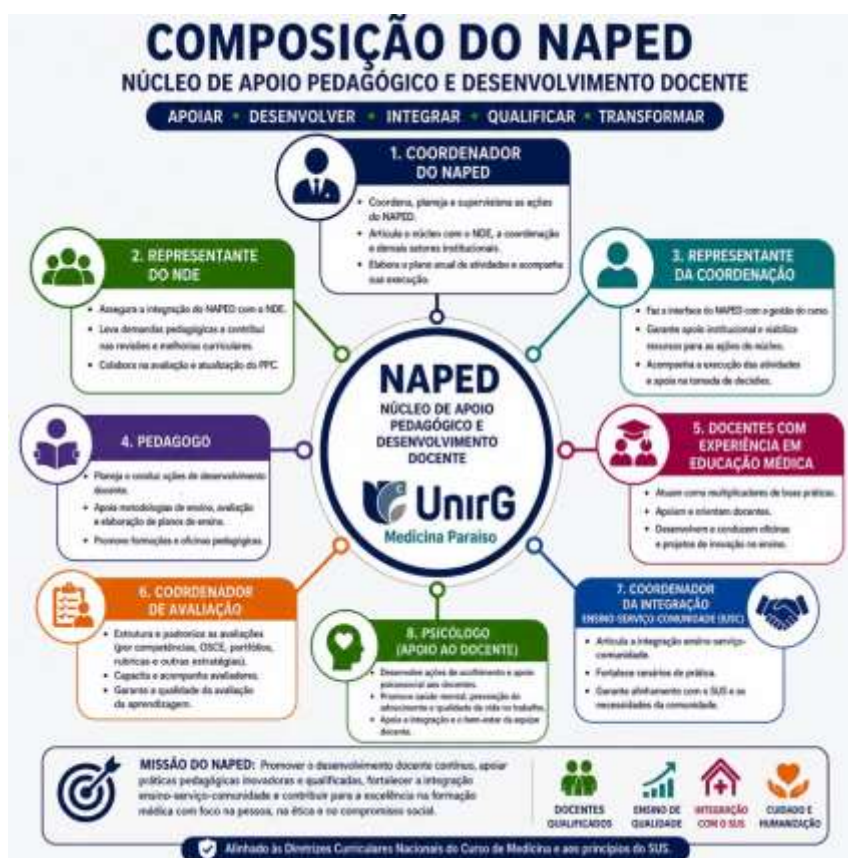 COMPOSIÇÃO DO NAPED
NÚCLEO DE APOIO PEDAGÓGICO E DESENVOLVIMENTO DOCENTE
APOIAR • DESENVOLVER • INTEGRAR • QUALIFICAR • TRANSFORMAR
1. COORDENADOR
DO NAPED
• Coordena, planeja e supervisiona as ações
do NAPED.
• Articula o núcleo com o NDE, a coordenação
e demais setores institucionais.
• Elabora o plano anual de atividades e acompanha
sua execução.
2. REPRESENTANTE
DO NDE
• Assegura a integração do NAPED com o NDE.
• Leva demandas pedagógicas e contribui
nas revisões e melhorias curriculares.
• Colabora na avaliação e atualização do PPC.
3. REPRESENTANTE
DA COORDENAÇÃO
• Faz a interface do NAPED com a gestão do curso.
• Garante apoio institucional e viabiliza
recursos para as ações do núcleo.
• Acompanha a execução das atividades
e apoia na tomada de decisões.
NAPED
NÚCLEO DE APOIO
PEDAGÓGICO E
DESENVOLVIMENTO
DOCENTE
UnirG
Medicina Paraíso
4. PEDAGOGO
• Planeja e conduz ações de desenvolvimento
docente.
• Apoia metodologias de ensino, avaliação
e elaboração de planos de ensino.
• Promove formações e oficinas pedagógicas.
5. DOCENTES COM
EXPERIÊNCIA EM
EDUCAÇÃO MÉDICA
• Atuam como multiplicadores de boas práticas.
• Apoiam e orientam docentes.
• Desenvolvem e conduzem oficinas
e projetos de inovação no ensino.
6. COORDENADOR
DE AVALIAÇÃO
• Estrutura e padroniza as avaliações
(por competências, OSCE, portfólios,
rubricas e outras estratégias).
• Capacita e acompanha avaliadores.
• Garante a qualidade da avaliação
da aprendizagem.
7. COORDENADOR
DA INTEGRAÇÃO
ENSINO-SERVIÇO-COMUNIDADE
• Articula a integração ensino-serviço-
comunidade.
• Fortalece cenários de prática.
• Garante alinhamento com o SUS e as
necessidades da comunidade.
8. PSICÓLOGO
(APOIO AO DOCENTE)
• Desenvolve ações de acolhimento e apoio
psicossocial aos docentes.
• Promove saúde mental, prevenção do
adoecimento e qualidade de vida no trabalho.
• Apoia a integração e o bem-estar da equipe
docente.
MISSÃO DO NAPED: Promover o desenvolvimento docente contínuo, apoiar
práticas pedagógicas inovadoras e qualificadas, fortalecer a integração
ensino-serviço-comunidade e contribuir para a excelência na formação
médica com foco na pessoa, na ética e no compromisso social.
DOCENTES
QUALIFICADOS
ENSINO DE
QUALIDADE
INTEGRAÇÃO
COM O SUS
CUIDADO E
HUMANIZAÇÃO
Alinhado às Diretrizes Curriculares Nacionais do Curso de Medicina e aos princípios do SUS.